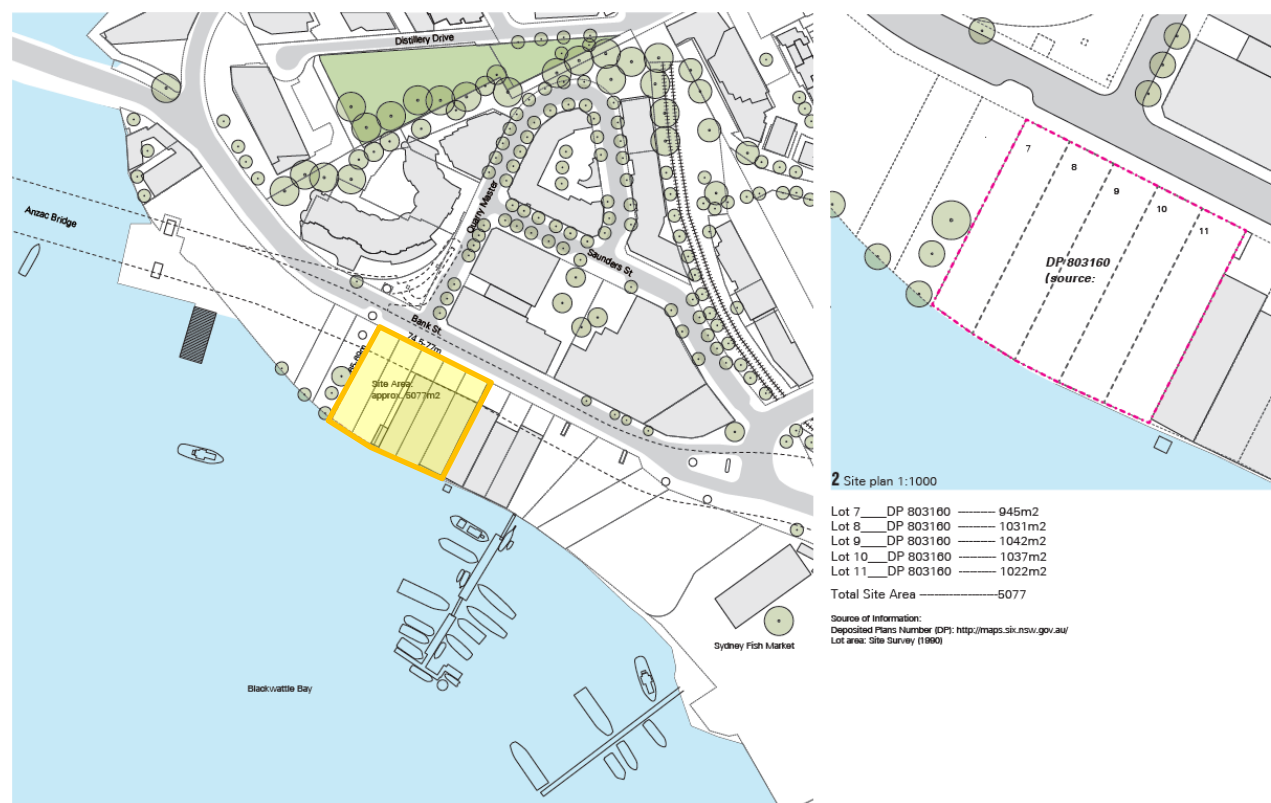 Distillery Drive
Anzac Bridge
Quarry Master
Saunders St
Bank St
74.5-77m
Site Area:
approx. 5077m2
Sydney Fish Market
Blackwattle Bay
7
8
9
10
11
DP 803160
(source:
2 Site plan 1:1000
Lot 7___DP 803160 ---------- 945m2
Lot 8___DP 803160 ---------- 1031m2
Lot 9___DP 803160 ---------- 1042m2
Lot 10___DP 803160 ---------- 1037m2
Lot 11___DP 803160 ---------- 1022m2
Total Site Area --------------------5077
Source of Information:
Deposited Plans Number (DP): http://maps.six.nsw.gov.au/
Lot area: Site Survey (1990)